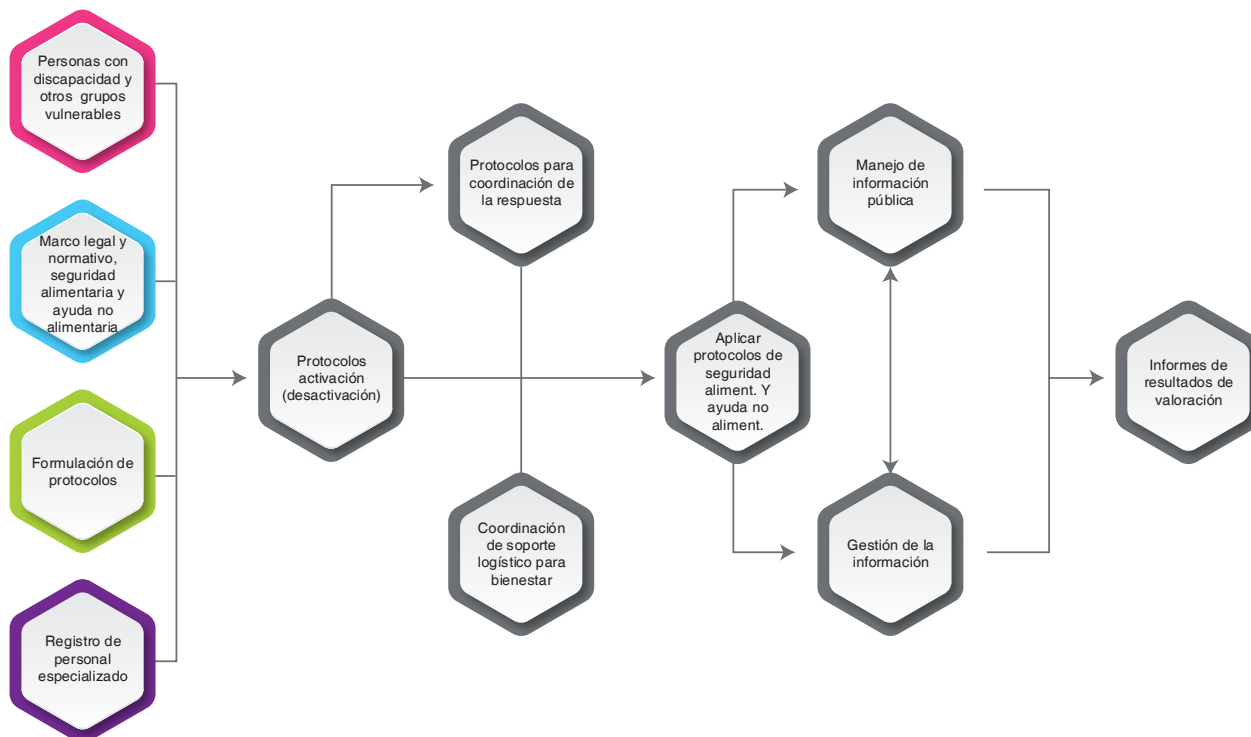 Personas con
discapacidad y
otros grupos
vulnerables
Marco legal y
normativo,
seguridad
alimentaria y
ayuda no
alimentaria
Formulación de
protocolos
Registro de
personal
especializado
Protocolos
activación
(desactivación)
Protocolos para
coordinación de
la respuesta
Coordinación
de soporte
logístico para
bienestar
Aplicar
protocolos de
seguridad
aliment. Y
ayuda no
aliment.
Manejo de
información
pública
Gestión de la
información
Informes de
resultados de
valoración